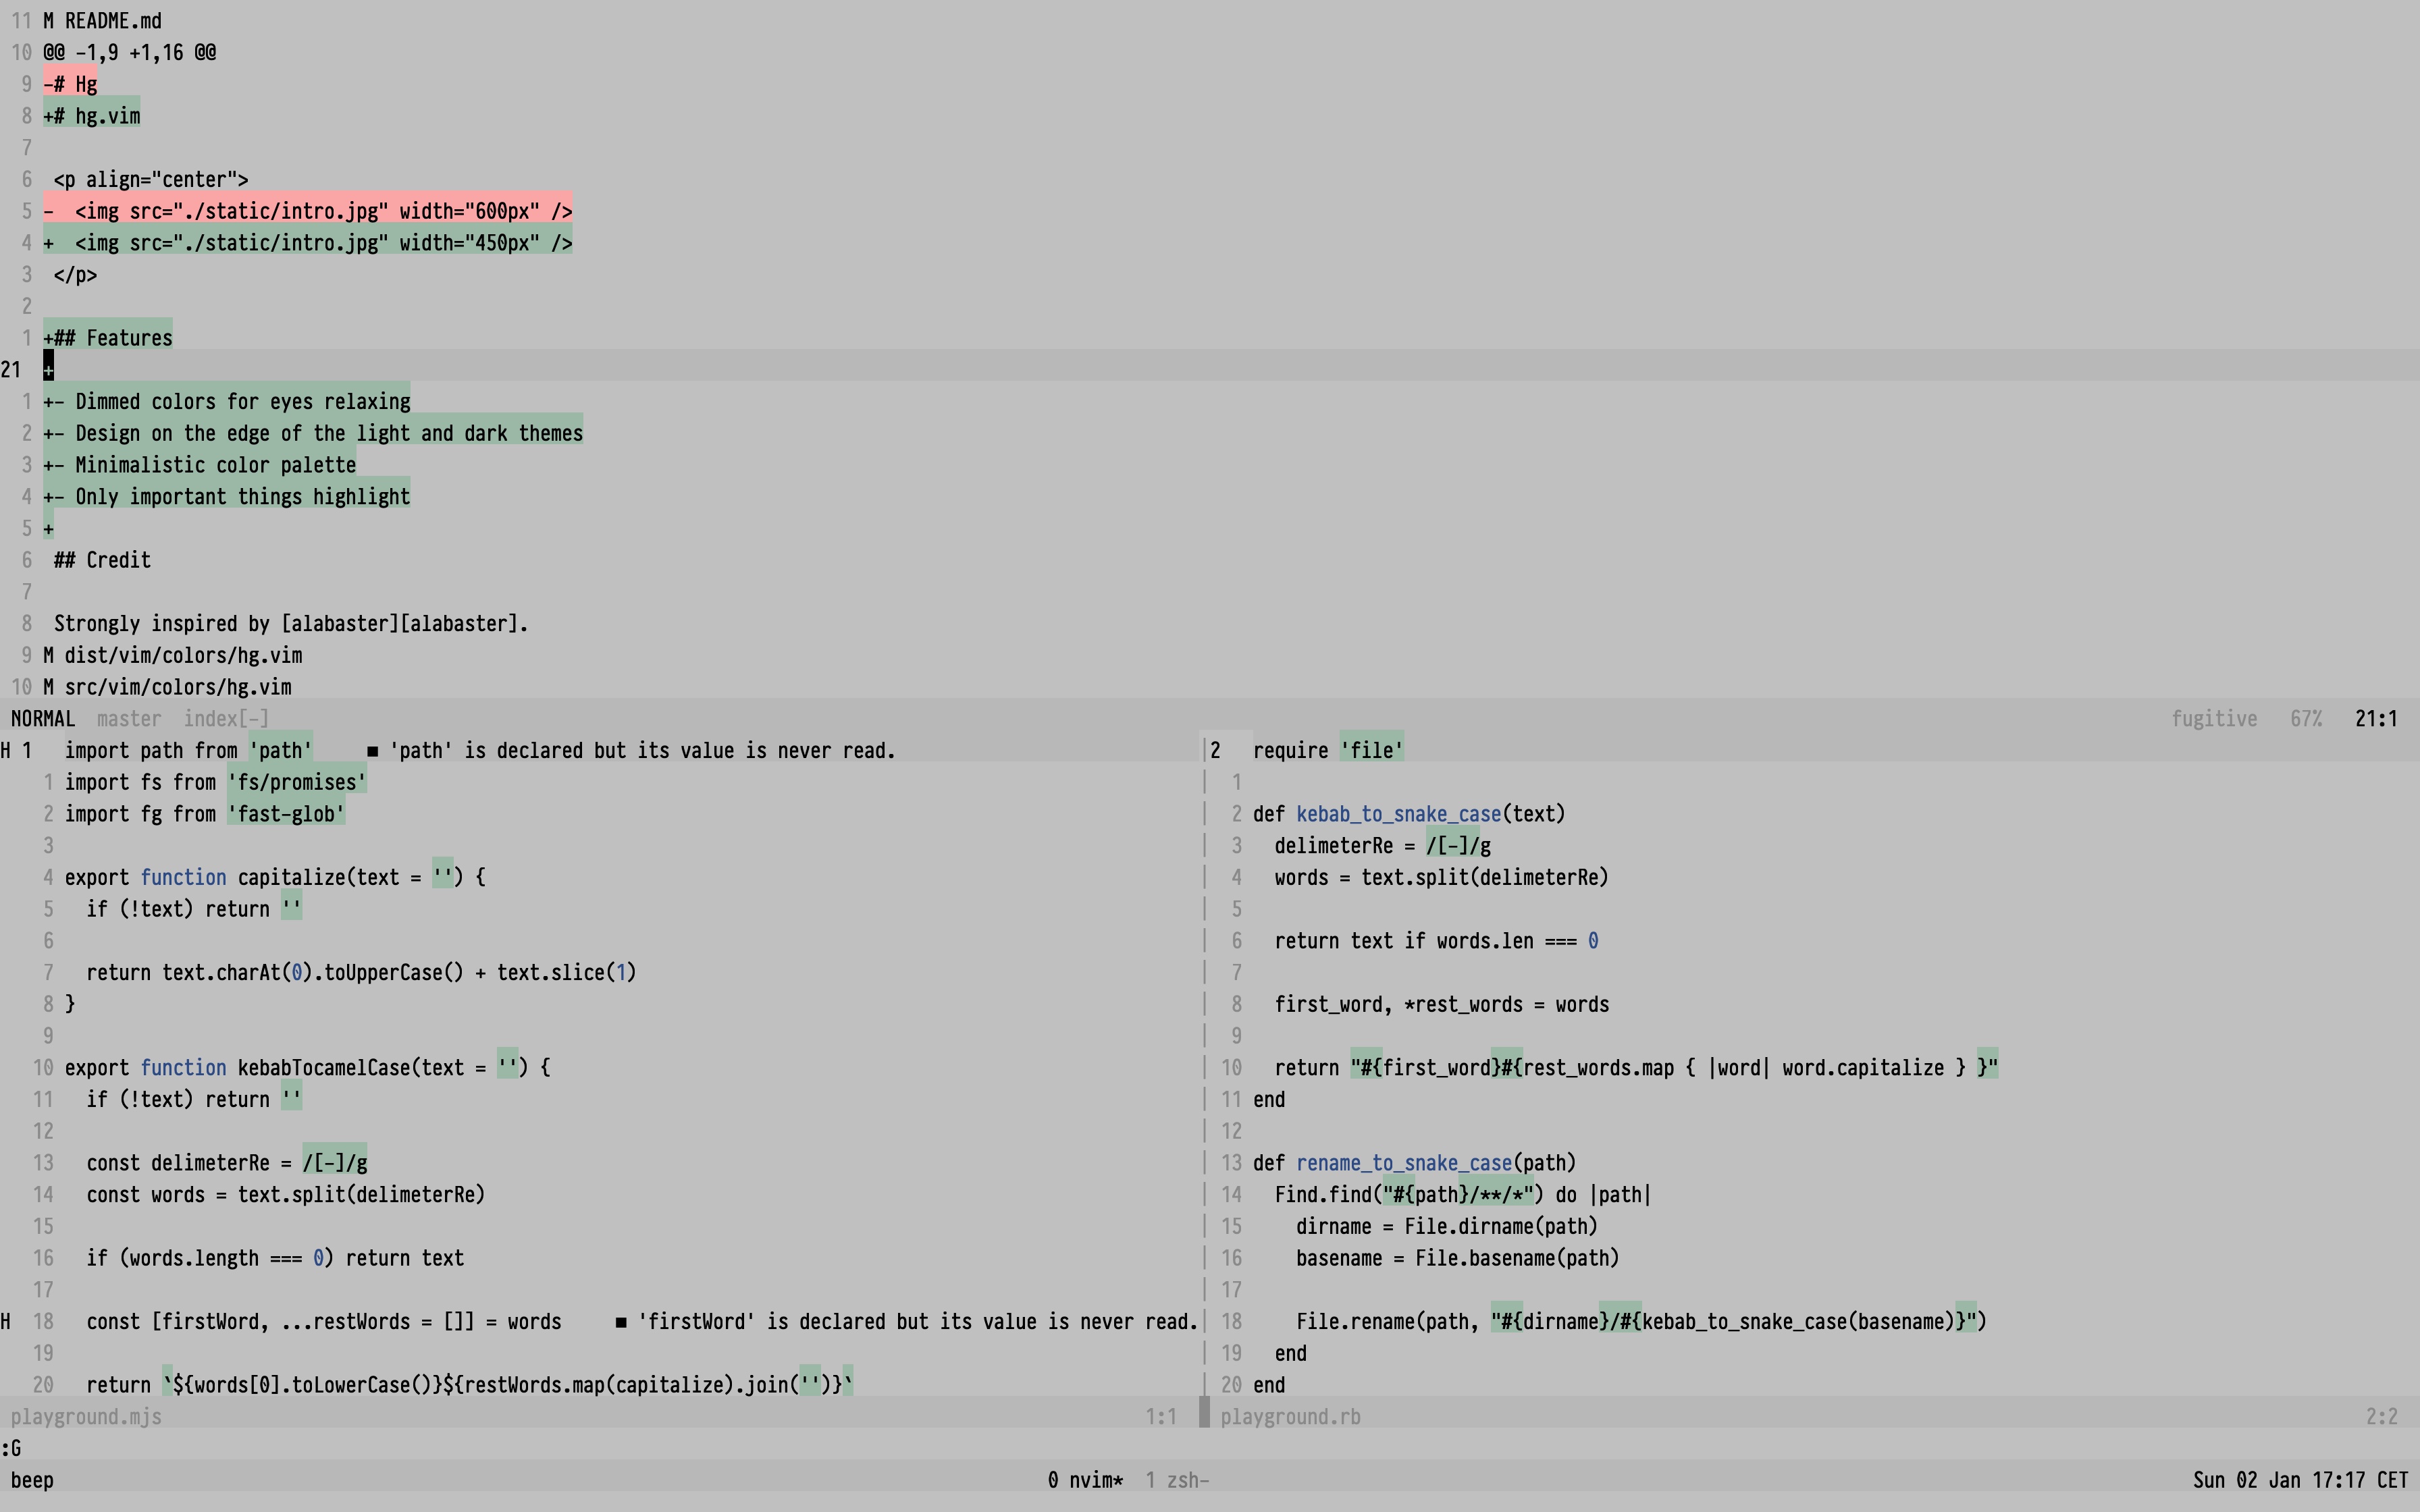 11 M README.md
10 @@ -1,9 +1,16 @@
9 -# Hg
8 +# hg.vim
7
6  <p align="center">
5 -  <img src="./static/intro.jpg" width="600px" />
4 +  <img src="./static/intro.jpg" width="450px" />
3  </p>
2
1 +## Features
21 +
1 +- Dimmed colors for eyes relaxing
2 +- Design on the edge of the light and dark themes
3 +- Minimalistic color palette
4 +- Only important things highlight
5 +
6  ## Credit
7
8  Strongly inspired by [alabaster][alabaster].
9 M dist/vim/colors/hg.vim
10 M src/vim/colors/hg.vim
NORMAL  master  index[-]  fugitive  67%  21:1
H 1   import path from 'path'     ■ 'path' is declared but its value is never read.
1 import fs from 'fs/promises'
2 import fg from 'fast-glob'
3
4 export function capitalize(text = '') {
5   if (!text) return ''
6
7   return text.charAt(0).toUpperCase() + text.slice(1)
8 }
9
10 export function kebabTocamelCase(text = '') {
11   if (!text) return ''
12
13   const delimeterRe = /[-]/g
14   const words = text.split(delimeterRe)
15
16   if (words.length === 0) return text
17
H  18   const [firstWord, ...restWords = []] = words     ■ 'firstWord' is declared but its value is never read.
19
20   return `${words[0].toLowerCase()}${restWords.map(capitalize).join('')}`
playground.mjs  1:1
|2   require 'file'
| 1
| 2 def kebab_to_snake_case(text)
| 3   delimeterRe = /[-]/g
| 4   words = text.split(delimeterRe)
| 5
| 6   return text if words.len === 0
| 7
| 8   first_word, *rest_words = words
| 9
| 10   return "#{first_word}#{rest_words.map { |word| word.capitalize } }"
| 11 end
| 12
| 13 def rename_to_snake_case(path)
| 14   Find.find("#{path}/**/*") do |path|
| 15     dirname = File.dirname(path)
| 16     basename = File.basename(path)
| 17
| 18     File.rename(path, "#{dirname}/#{kebab_to_snake_case(basename)}")
| 19   end
| 20 end
playground.rb  2:2
:G
beep  0 nvim*  1 zsh-  Sun 02 Jan 17:17 CET